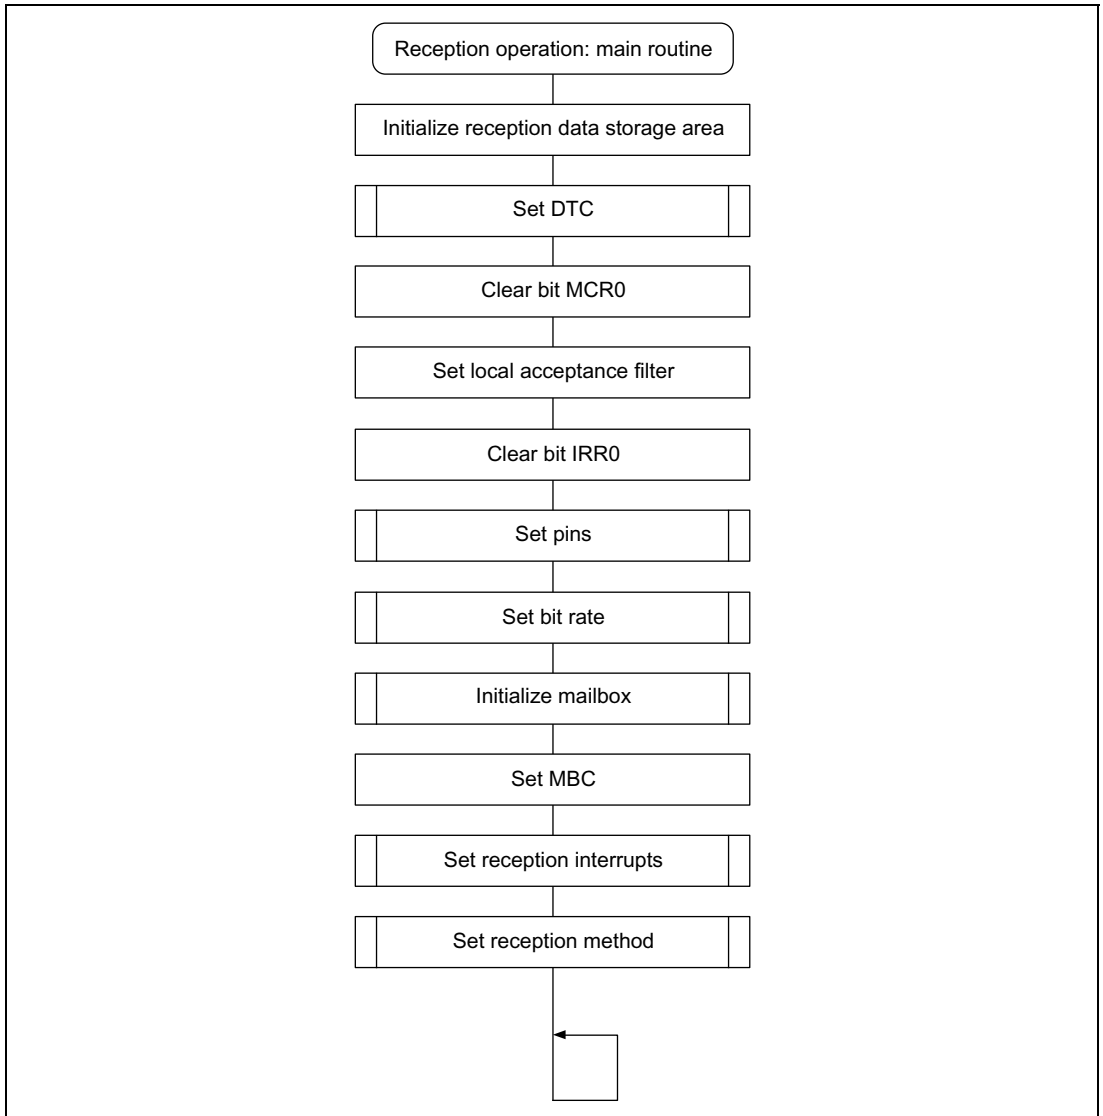 Reception operation: main routine
Initialize reception data storage area
Set DTC
Clear bit MCR0
Set local acceptance filter
Clear bit IRR0
Set pins
Set bit rate
Initialize mailbox
Set MBC
Set reception interrupts
Set reception method